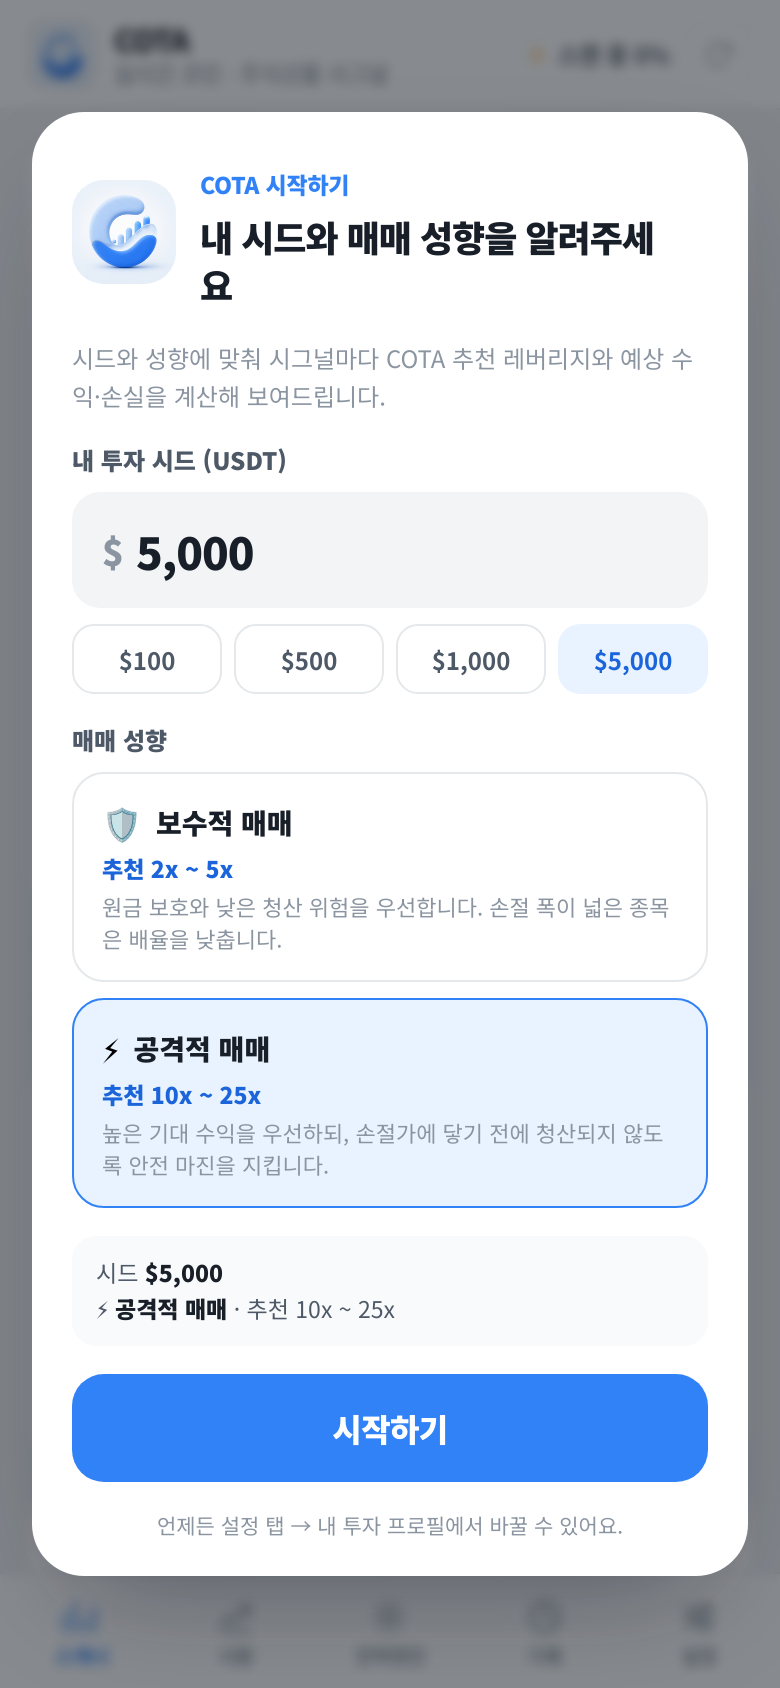 COTA
COTA 시작하기
내 시드와 매매 성향을 알려주세
요
시드와 성향에 맞춰 시그널마다 COTA 추천 레버리지와 예상 수
익·손실을 계산해 보여드립니다.
내 투자 시드 (USDT)
$ 5,000
$100 $500 $1,000 $5,000
매매 성향
🛡️ 보수적 매매
추천 2x ~ 5x
원금 보호와 낮은 청산 위험을 우선합니다. 손절 폭이 넓은 종목
은 배율을 낮춥니다.
⚡ 공격적 매매
추천 10x ~ 25x
높은 기대 수익을 우선하되, 손절가에 닿기 전에 청산되지 않도
록 안전 마진을 지킵니다.
시드 $5,000
⚡ 공격적 매매 · 추천 10x ~ 25x
시작하기
언제든 설정 탭 → 내 투자 프로필에서 바꿀 수 있어요.